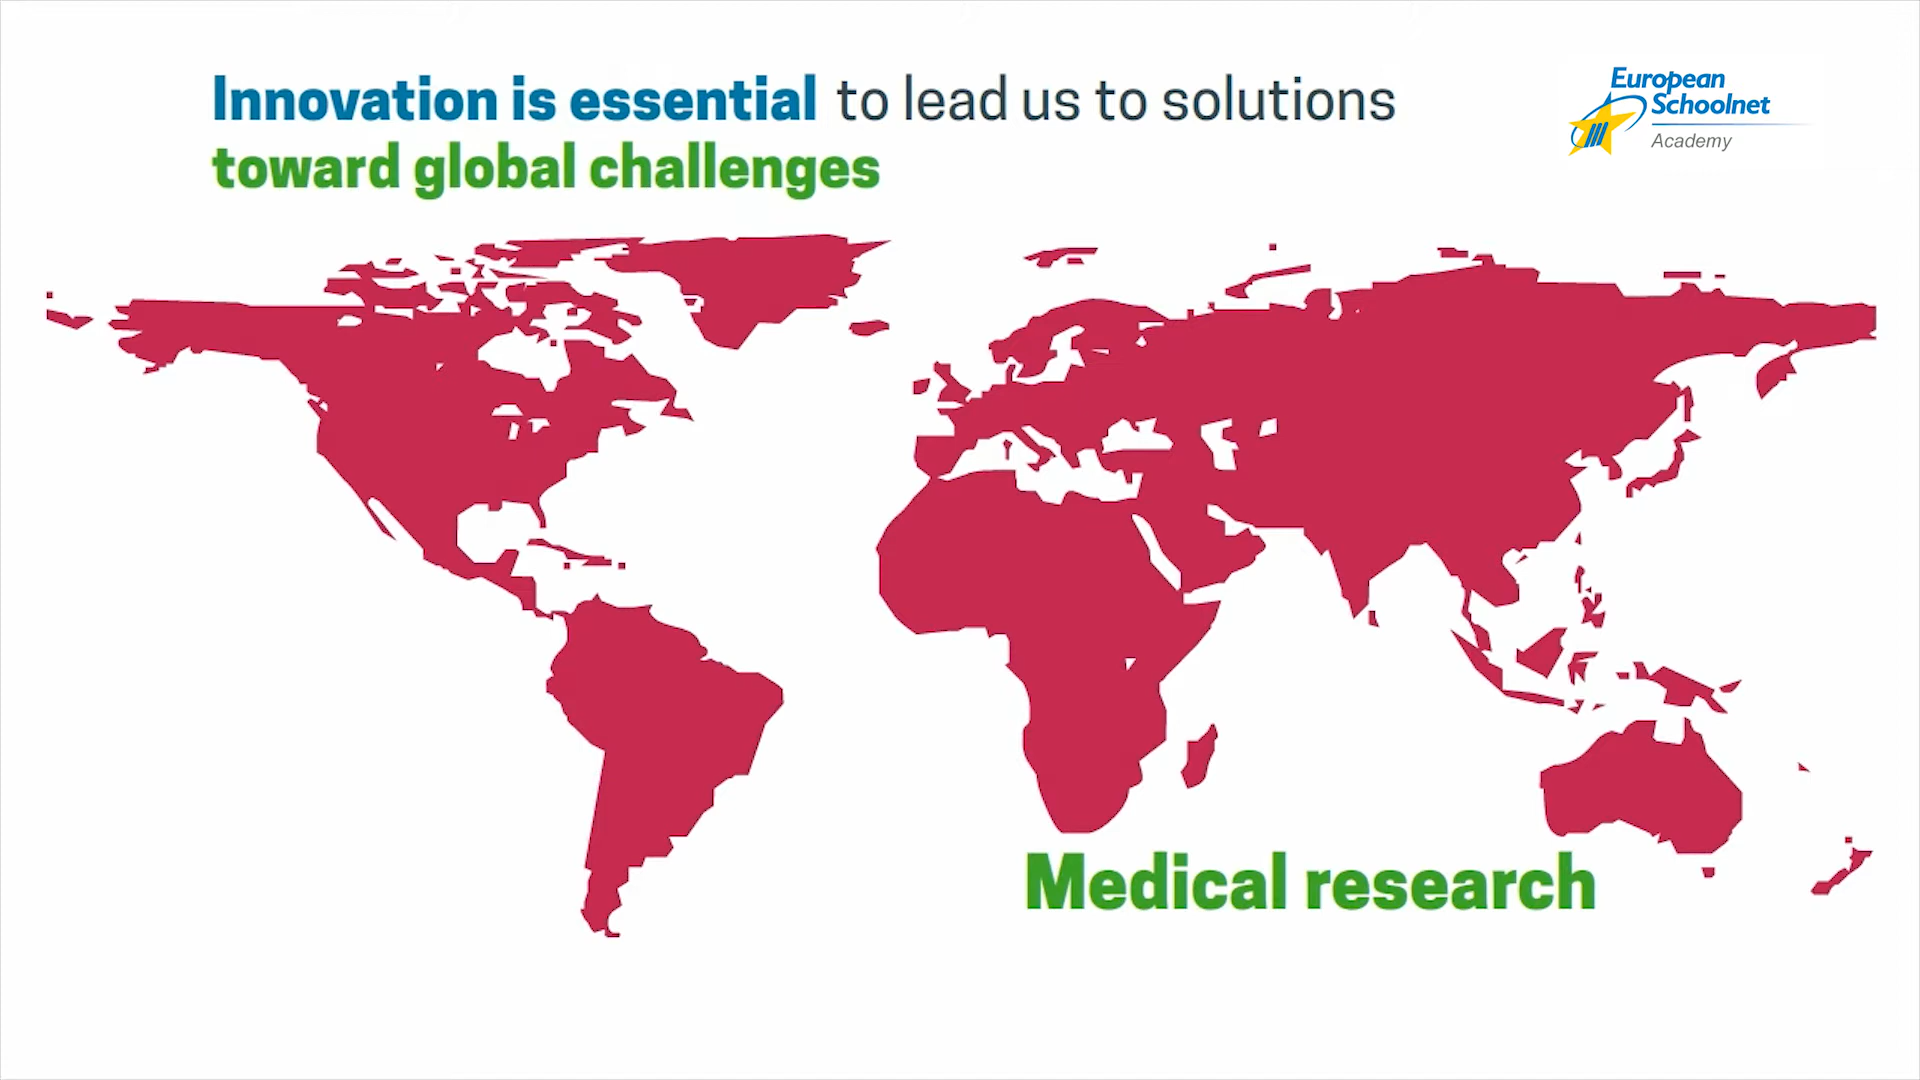 Innovation is essential to lead us to solutions
toward global challenges
European
Schoolnet
Academy
Medical research